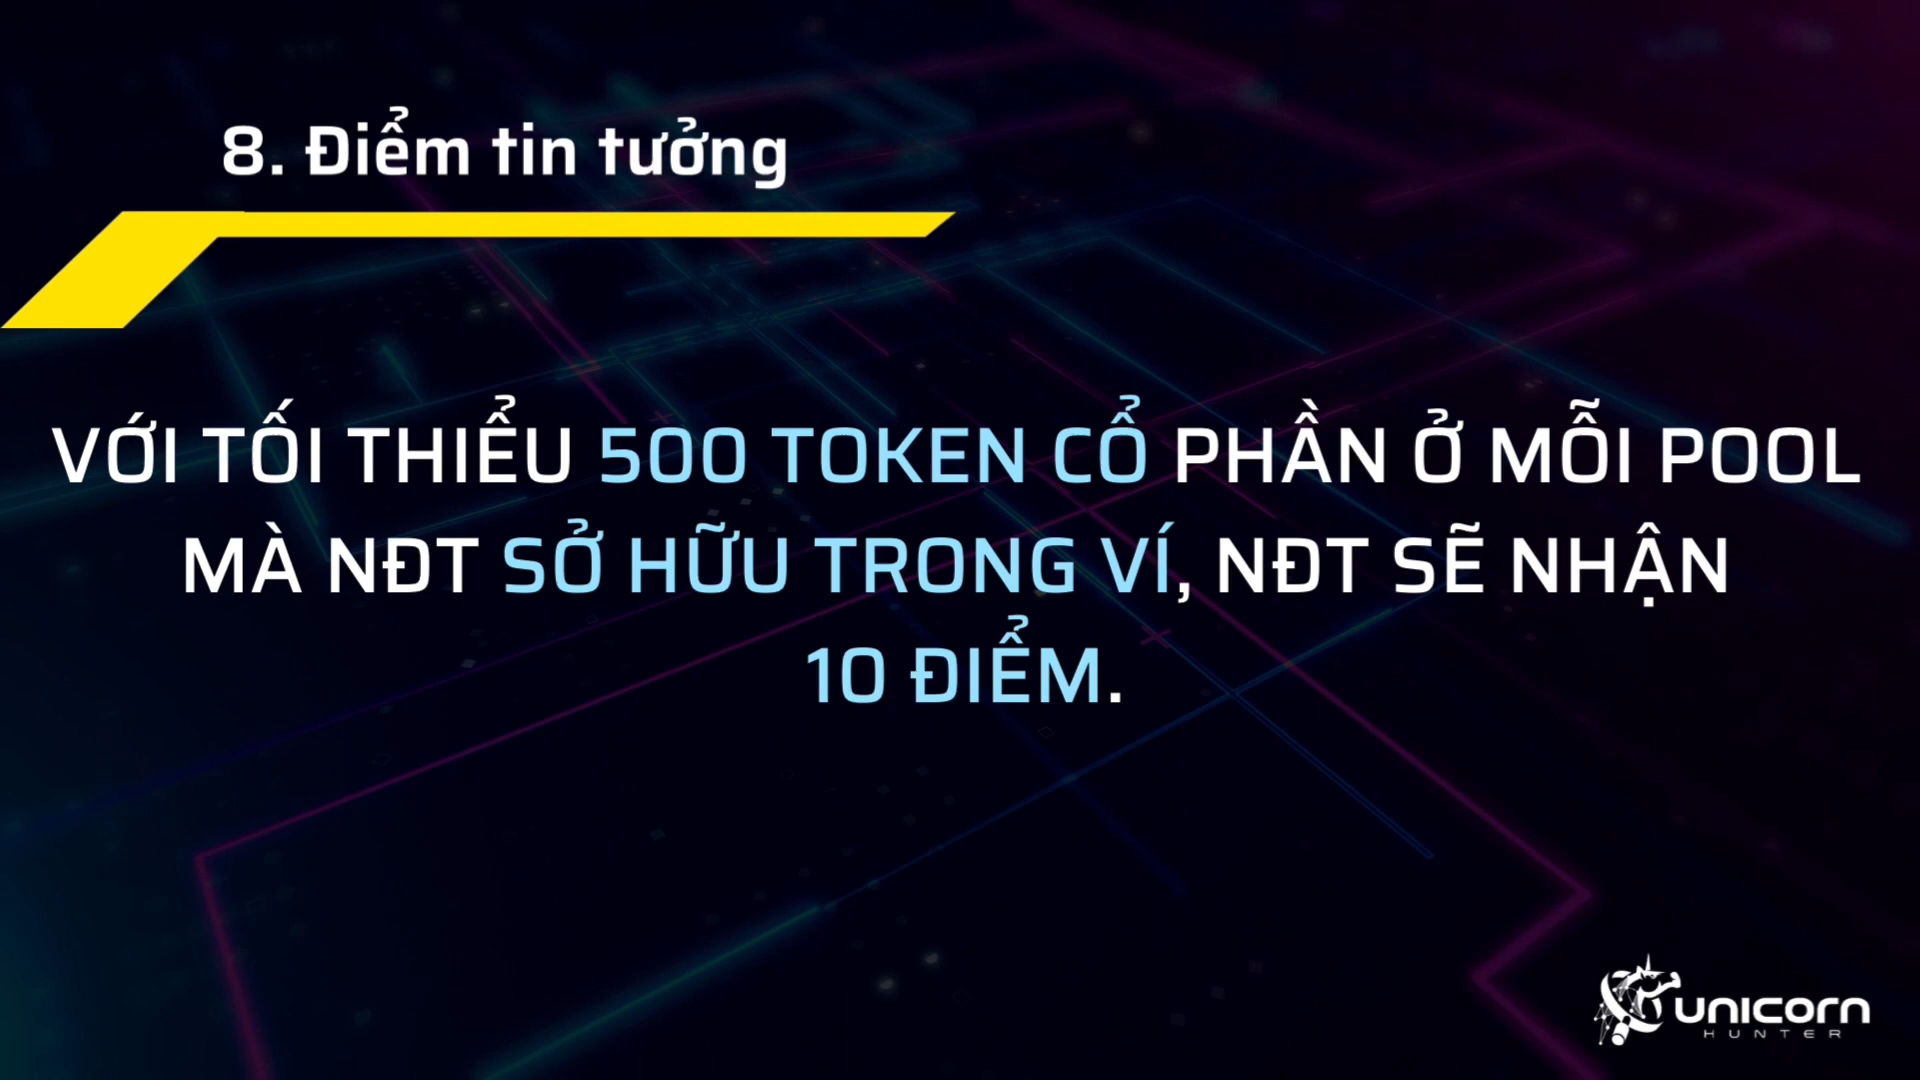 8. Điểm tin tưởng
VỚI TỐI THIỂU 500 TOKEN CỔ PHẦN Ở MỖI POOL
MÀ NĐT SỞ HỮU TRONG VÍ, NĐT SẼ NHẬN
10 ĐIỂM.
UNICORN
HUNTER